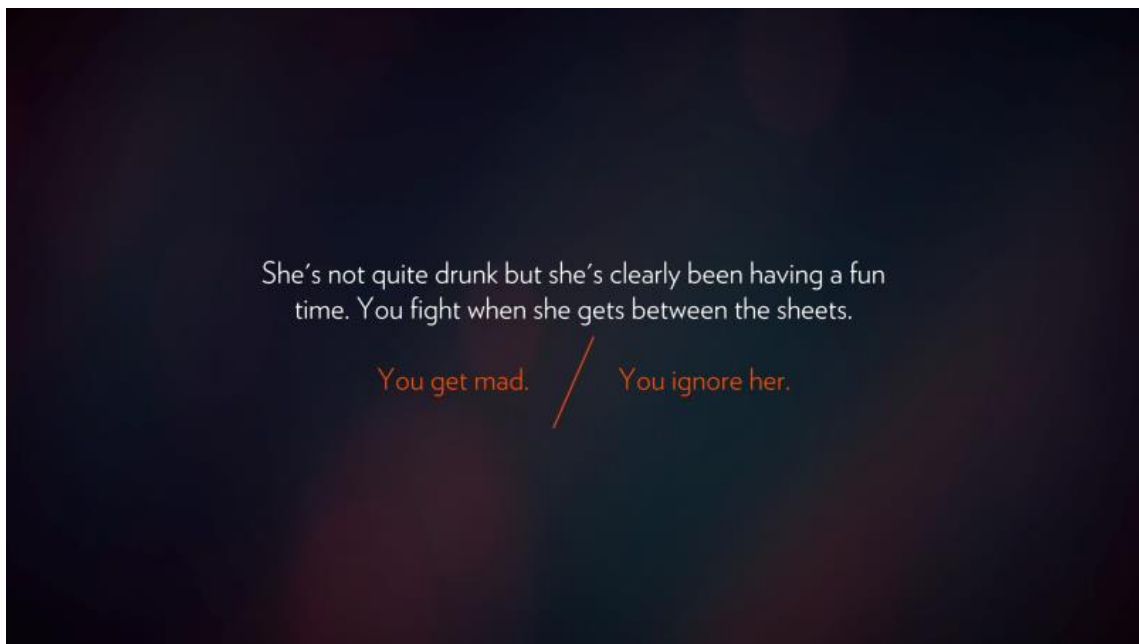 She's not quite drunk but she's clearly been having a fun
time. You fight when she gets between the sheets.
You get mad. / You ignore her.